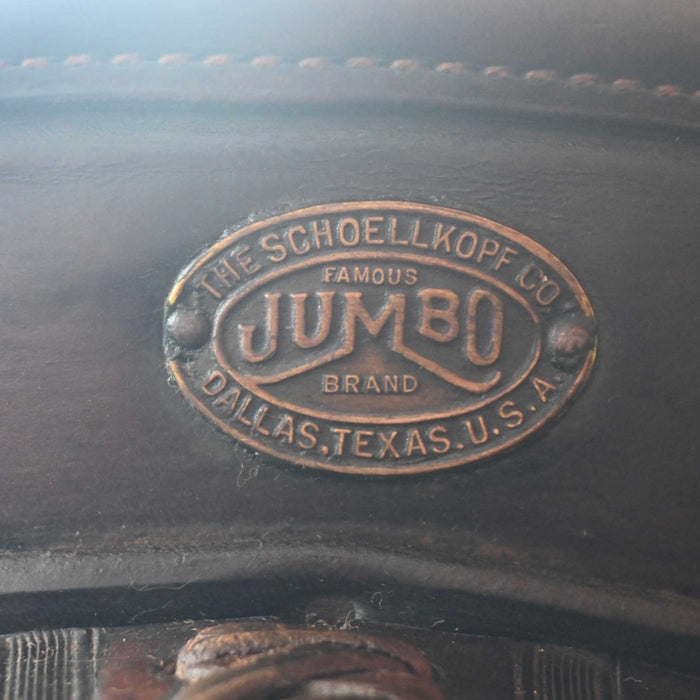 THE SCHOELLKOPF CO.
FAMOUS
JUMBO
BRAND
DALLAS, TEXAS. U.S.A.